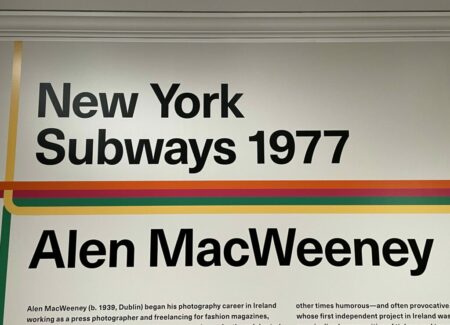 New York
Subways 1977
Alen MacWeeney
Alen MacWeeney (b. 1939, Dublin) began his photography career in Ireland
working as a press photographer and freelancing for fashion magazines,
other times humorous—and often provocative
whose first independent project in Ireland was